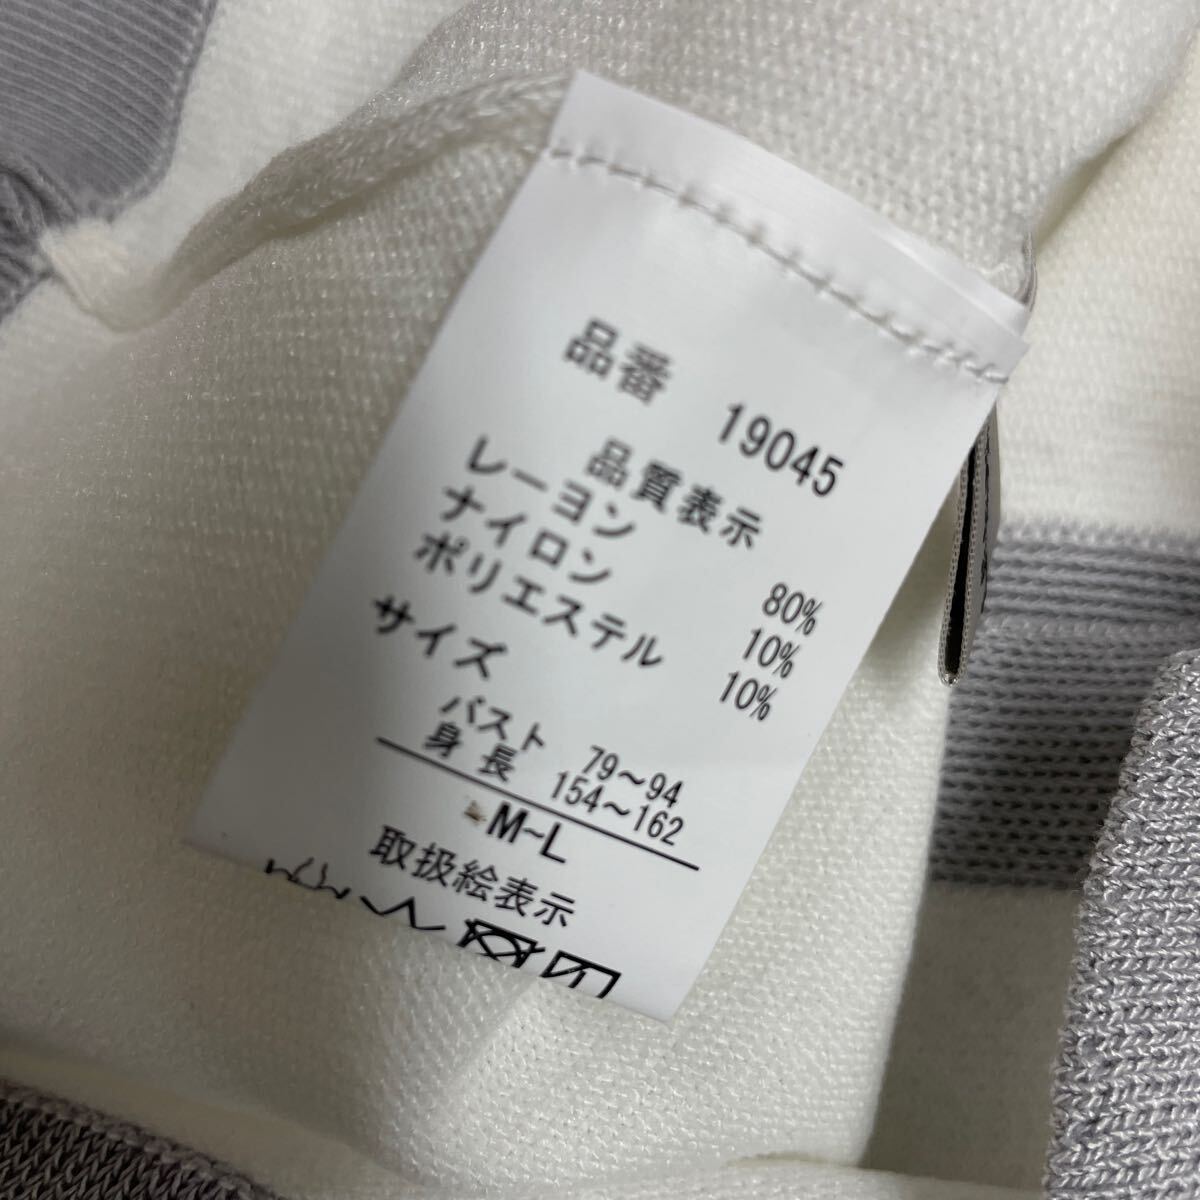 品番 19045
品質表示
レーヨン 80%
ナイロン 10%
ポリエステル 10%
サイズ
バスト 79～94
身長 154～162
M~L
取扱絵表示